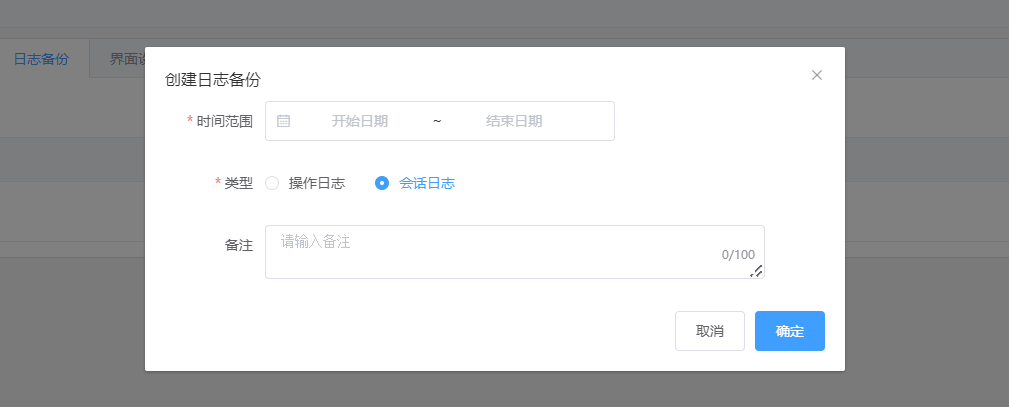 日志备份
界面
创建日志备份
* 时间范围 开始日期 ~ 结束日期
* 类型 操作日志 会话日志
备注 请输入备注
0/100
取消 确定